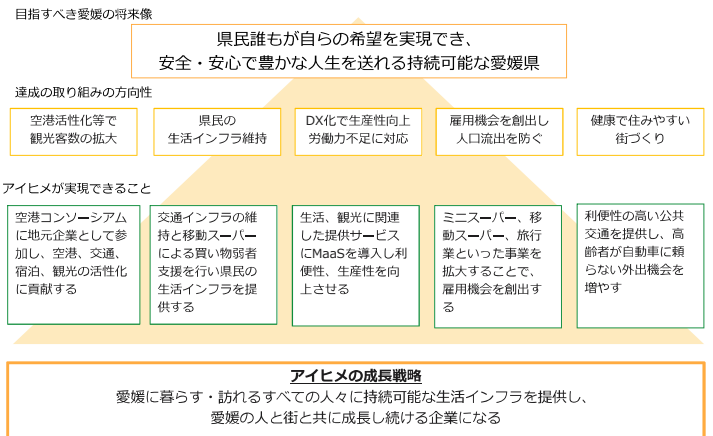 目指すべき愛媛の将来像
県民誰もが自らの希望を実現でき、
安全・安心で豊かな人生を送れる持続可能な愛媛県
達成の取り組みの方向性
空港活性化等で
観光客数の拡大
県民の
生活インフラ維持
DX化で生産性向上
労働力不足に対応
雇用機会を創出し
人口流出を防ぐ
健康で住みやすい
街づくり
アイヒメが実現できること
空港コンソーシアム
に地元企業として参
加し、空港、交通、
宿泊、観光の活性化
に貢献する
交通インフラの維
持と移動スーパー
による買い物弱者
支援を行い県民の
生活インフラを提
供する
生活、観光に関連
した提供サービス
にMaaSを導入し利
便性、生産性を向
上させる
ミニスーパー、移
動スーパー、旅行
業といった事業を
拡大することで、
雇用機会を創出す
る
利便性の高い公共
交通を提供し、高
齢者が自動車に頼
らない外出機会を
増やす
アイヒメの成長戦略
愛媛に暮らす・訪れるすべての人々に持続可能な生活インフラを提供し、
愛媛の人と街と共に成長し続ける企業になる